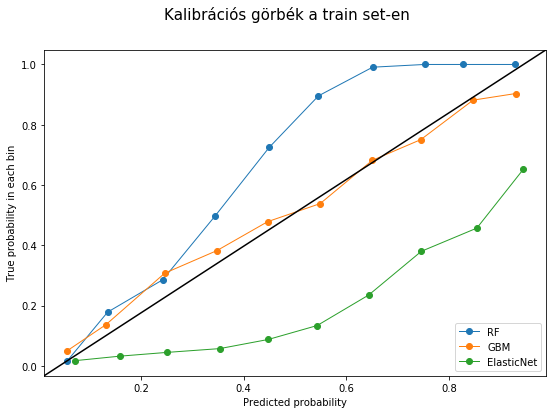 Kalibrációs görbék a train set-en
True probability in each bin
1.0
0.8
0.6
0.4
0.2
0.0
0.2
0.4
0.6
0.8
Predicted probability
RF
GBM
ElasticNet